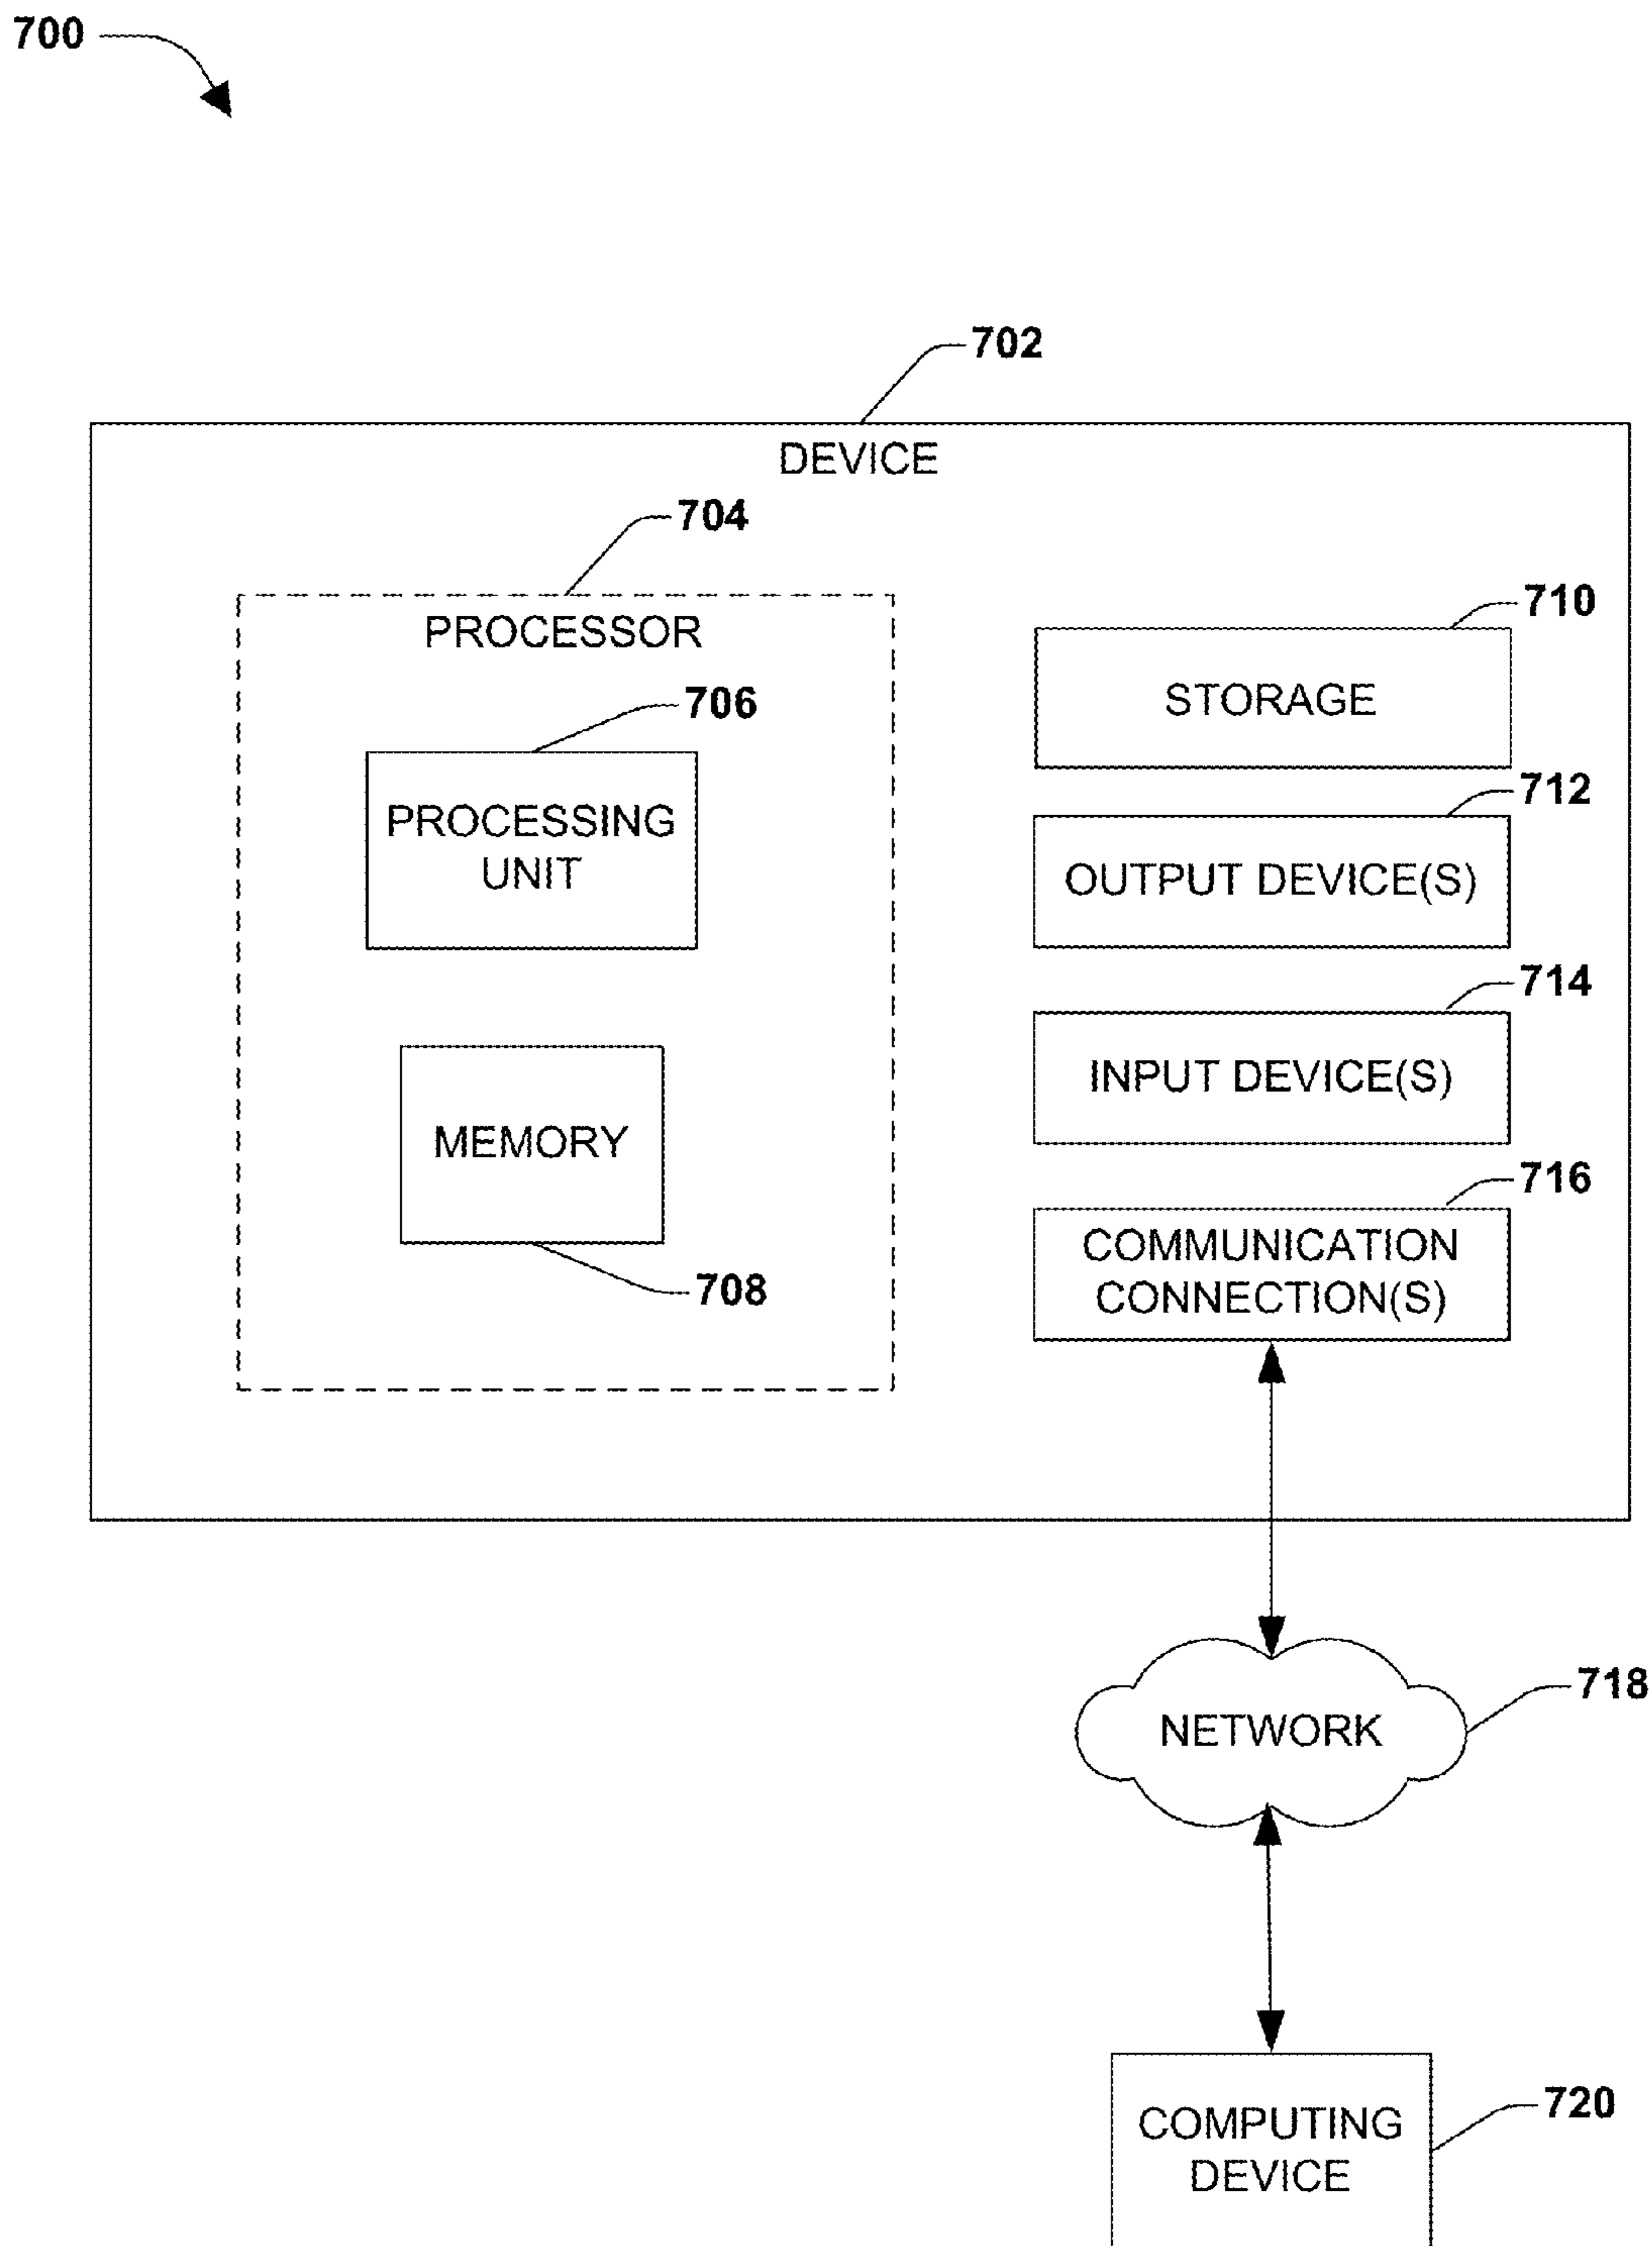 700
702
DEVICE
704
PROCESSOR
706
PROCESSING
UNIT
MEMORY
708
710
STORAGE
712
OUTPUT DEVICE(S)
714
INPUT DEVICE(S)
716
COMMUNICATION
CONNECTION(S)
718
NETWORK
720
COMPUTING
DEVICE